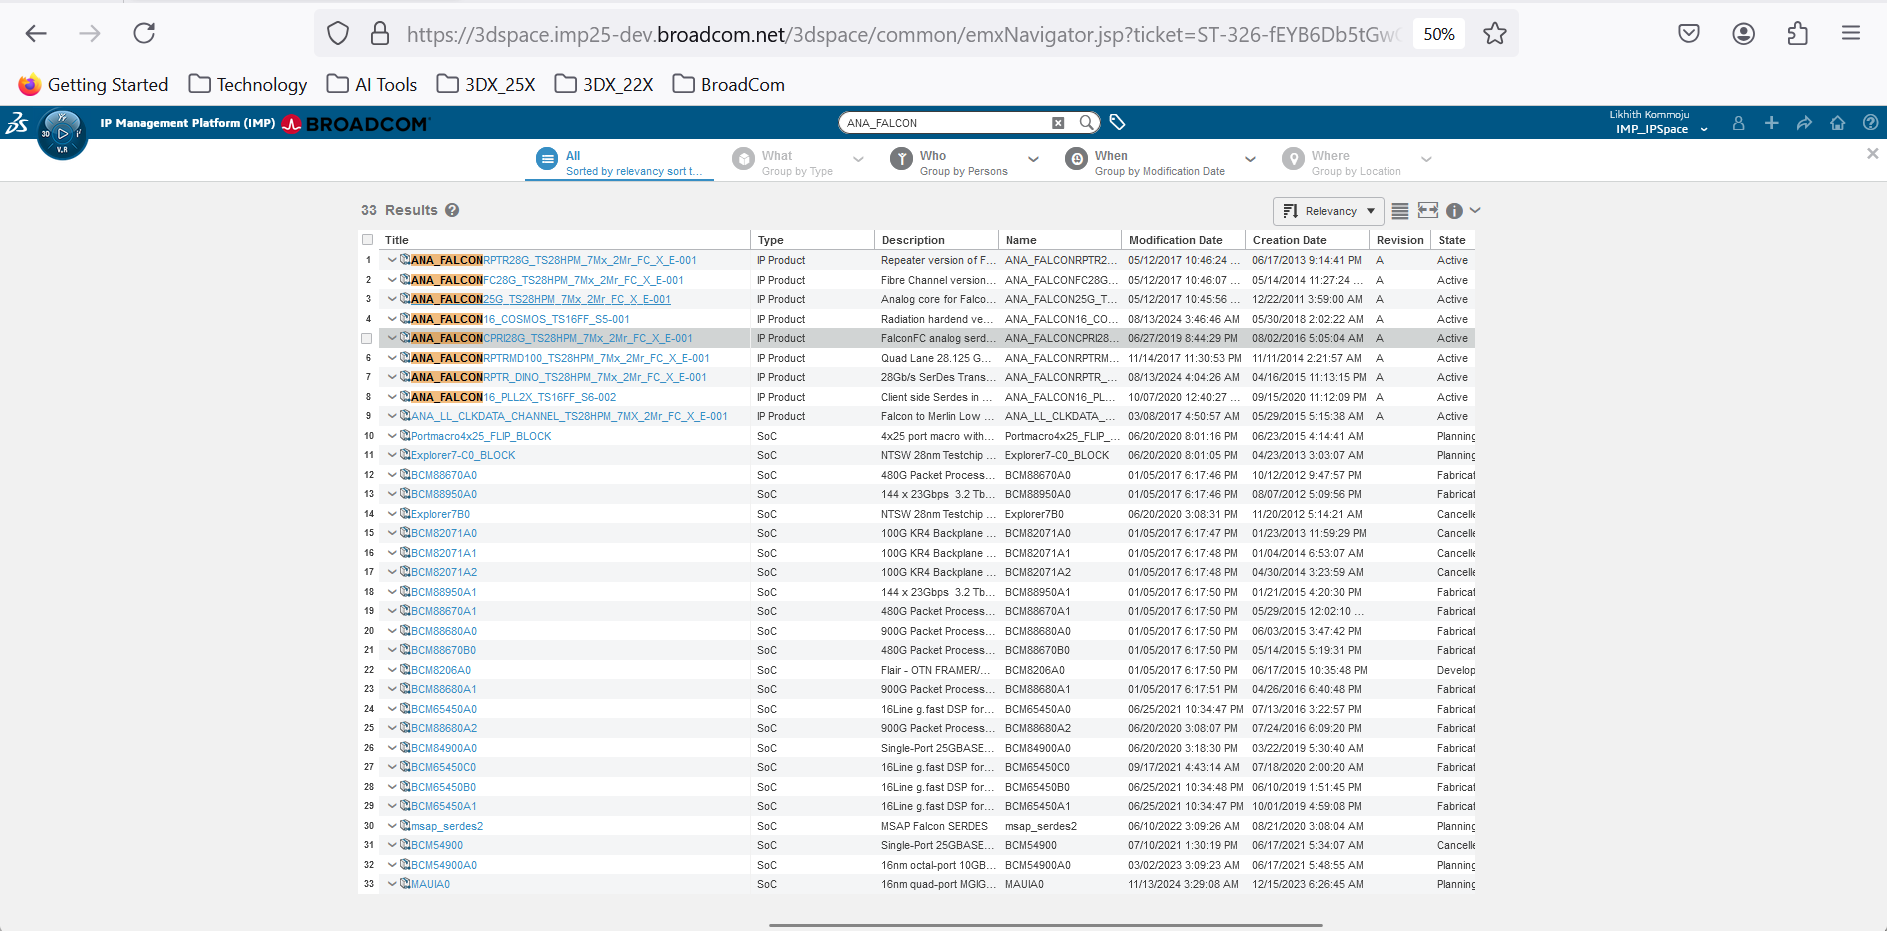 https://3dspace.imp25-dev.broadcom.net/3dspace/common/emxNavigator.jsp?ticket=ST-326-fEYB6Db5tGw 50%
Getting Started Technology AI Tools 3DX_25X 3DX_22X BroadCom
IP Management Platform (IMP) BROADCOM ANA_FALCON Likhith Kommoju
IMP_IPSpace
3D V.R
All What Who When Where
Sorted by relevancy sort t... Group by Type Group by Persons Group by Modification Date Group by Location
33 Results Relevancy
Title Type Description Name Modification Date Creation Date Revision State
1 ANA_FALCONRPTR28G_TS28HPM_7Mx_2Mr_FC_X_E-001 IP Product Repeater version of F... ANA_FALCONRPTR2... 05/12/2017 10:46:24 ... 06/17/2013 9:14:41 PM A Active
2 ANA_FALCONFC28G_TS28HPM_7Mx_2Mr_FC_X_E-001 IP Product Fibre Channel version... ANA_FALCONFC28G... 05/12/2017 10:46:07 ... 05/14/2014 11:27:24 ... A Active
3 ANA_FALCON25G_TS28HPM_7Mx_2Mr_FC_X_E-001 IP Product Analog core for Falco... ANA_FALCON25G_T... 05/12/2017 10:45:56 ... 12/22/2011 3:59:00 AM A Active
4 ANA_FALCON16_COSMOS_TS16FF_S5-001 IP Product Radiation hardend ve... ANA_FALCON16_CO... 08/13/2024 3:46:46 AM 05/30/2018 2:02:22 AM A Active
ANA_FALCONCPRI28G_TS28HPM_7Mx_2Mr_FC_X_E-001 IP Product FalconFC analog serd... ANA_FALCONCPRI28... 06/27/2019 8:44:29 PM 08/02/2016 5:05:04 AM A Active
6 ANA_FALCONRPTRMD100_TS28HPM_7Mx_2Mr_FC_X_E-001 IP Product Quad Lane 28.125 G... ANA_FALCONRPTRM... 11/14/2017 11:30:53 PM 11/11/2014 2:21:57 AM A Active
7 ANA_FALCONRPTR_DINO_TS28HPM_7Mx_2Mr_FC_X_E-001 IP Product 28Gb/s SerDes Trans... ANA_FALCONRPTR_... 08/13/2024 4:04:26 AM 04/16/2015 11:13:15 PM A Active
8 ANA_FALCON16_PLL2X_TS16FF_S6-002 IP Product Client side Serdes in ... ANA_FALCON16_PL... 10/07/2020 12:40:27 ... 09/15/2020 11:12:09 PM A Active
9 ANA_LL_CLKDATA_CHANNEL_TS28HPM_7MX_2Mr_FC_X_E-001 IP Product Falcon to Merlin Low ... ANA_LL_CLKDATA_... 03/08/2017 4:50:57 AM 05/29/2015 5:15:38 AM A Active
10 Portmacro4x25_FLIP_BLOCK SoC 4x25 port macro with... Portmacro4x25_FLIP_... 06/20/2020 8:01:16 PM 06/23/2015 4:14:41 AM Planning
11 Explorer7-C0_BLOCK SoC NTSW 28nm Testchip ... Explorer7-C0_BLOCK 06/20/2020 8:01:05 PM 04/23/2013 3:03:07 AM Planning
12 BCM88670A0 SoC 480G Packet Process... BCM88670A0 01/05/2017 6:17:46 PM 10/12/2012 9:47:57 PM Fabricat
13 BCM88950A0 SoC 144 x 23Gbps 3.2 Tb... BCM88950A0 01/05/2017 6:17:46 PM 08/07/2012 5:09:56 PM Fabricat
14 Explorer7B0 SoC NTSW 28nm Testchip ... Explorer7B0 06/20/2020 3:08:31 PM 11/20/2012 5:14:21 AM Cancelle
15 BCM82071A0 SoC 100G KR4 Backplane ... BCM82071A0 01/05/2017 6:17:47 PM 01/23/2013 11:59:29 PM Cancelle
16 BCM82071A1 SoC 100G KR4 Backplane ... BCM82071A1 01/05/2017 6:17:48 PM 01/04/2014 6:53:07 AM Cancelle
17 BCM82071A2 SoC 100G KR4 Backplane ... BCM82071A2 01/05/2017 6:17:48 PM 04/30/2014 3:23:59 AM Cancelle
18 BCM88950A1 SoC 144 x 23Gbps 3.2 Tb... BCM88950A1 01/05/2017 6:17:50 PM 01/21/2015 4:20:30 PM Fabricat
19 BCM88670A1 SoC 480G Packet Process... BCM88670A1 01/05/2017 6:17:50 PM 05/29/2015 12:02:10 ... Fabricat
20 BCM88680A0 SoC 900G Packet Process... BCM88680A0 01/05/2017 6:17:50 PM 06/03/2015 3:47:42 PM Fabricat
21 BCM88670B0 SoC 480G Packet Process... BCM88670B0 01/05/2017 6:17:50 PM 05/14/2015 5:19:31 PM Fabricat
22 BCM8206A0 SoC Flair - OTN FRAMER/... BCM8206A0 01/05/2017 6:17:50 PM 06/17/2015 10:35:48 PM Develop
23 BCM88680A1 SoC 900G Packet Process... BCM88680A1 01/05/2017 6:17:51 PM 04/26/2016 6:40:48 PM Fabricat
24 BCM65450A0 SoC 16Line g.fast DSP for... BCM65450A0 06/25/2021 10:34:47 PM 07/13/2016 3:22:57 PM Fabricat
25 BCM88680A2 SoC 900G Packet Process... BCM88680A2 06/20/2020 3:08:07 PM 07/24/2016 6:09:20 PM Fabricat
26 BCM84900A0 SoC Single-Port 25GBASE... BCM84900A0 06/20/2020 3:18:30 PM 03/22/2019 5:30:40 AM Fabricat
27 BCM65450C0 SoC 16Line g.fast DSP for... BCM65450C0 09/17/2021 4:43:14 AM 07/18/2020 2:00:20 AM Fabricat
28 BCM65450B0 SoC 16Line g.fast DSP for... BCM65450B0 06/25/2021 10:34:48 PM 06/10/2019 1:51:45 PM Fabricat
29 BCM65450A1 SoC 16Line g.fast DSP for... BCM65450A1 06/25/2021 10:34:47 PM 10/01/2019 4:59:08 PM Fabricat
30 msap_serdes2 SoC MSAP Falcon SERDES msap_serdes2 06/10/2022 3:09:26 AM 08/21/2020 3:08:04 AM Planning
31 BCM54900 SoC Single-Port 25GBASE... BCM54900 07/10/2021 1:30:19 PM 06/17/2021 5:34:07 AM Cancelle
32 BCM54900A0 SoC 16nm octal-port 10GB... BCM54900A0 03/02/2023 3:09:23 AM 06/17/2021 5:48:55 AM Planning
33 MAUIA0 SoC 16nm quad-port MGIG... MAUIA0 11/13/2024 3:29:08 AM 12/15/2023 6:26:45 AM Planning